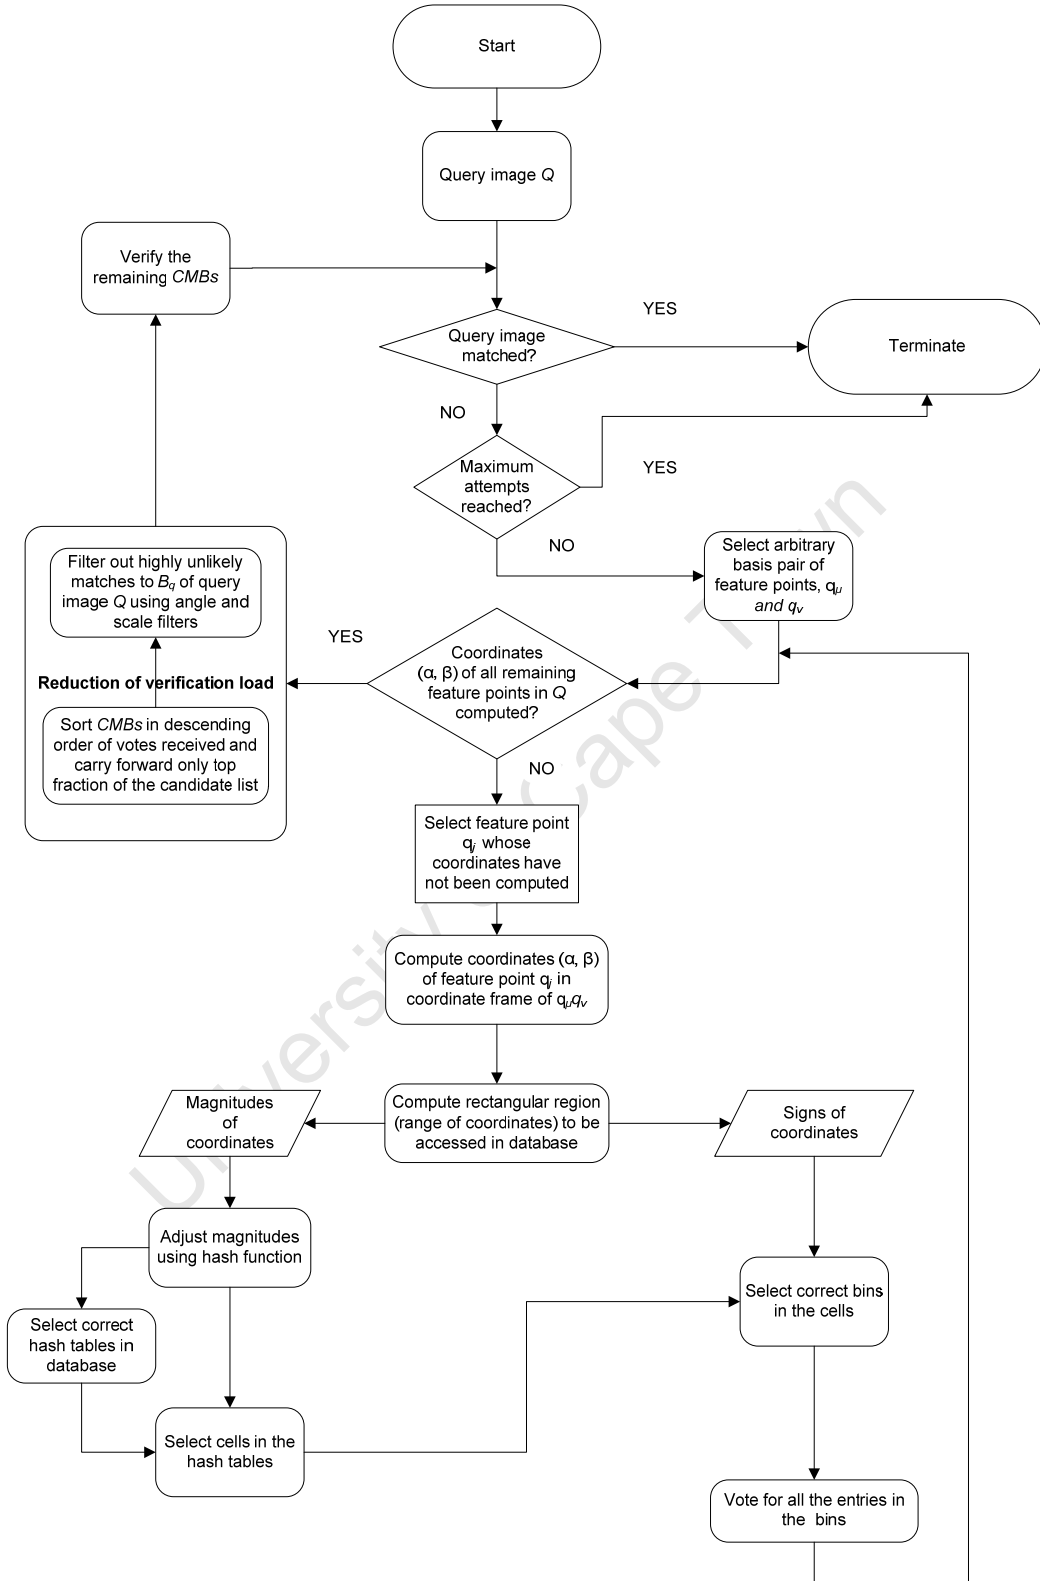 Start
Query image Q
Verify the
remaining CMBs
Query image
matched?
YES
Terminate
NO
Maximum
attempts
reached?
YES
NO
Select arbitrary
basis pair of
feature points, qμ
and qv
Filter out highly unlikely
matches to Bq of query
image Q using angle and
scale filters
Reduction of verification load
Sort CMBs in descending
order of votes received and
carry forward only top
fraction of the candidate list
YES
Coordinates
(α, β) of all remaining
feature points in Q
computed?
NO
Select feature point
qj whose
coordinates have
not been computed
Compute coordinates (α, β)
of feature point qj in
coordinate frame of qμqv
Magnitudes
of
coordinates
Compute rectangular region
(range of coordinates) to be
accessed in database
Signs of
coordinates
Adjust magnitudes
using hash function
Select correct bins
in the cells
Select correct
hash tables in
database
Select cells in the
hash tables
Vote for all the entries in
the bins
University of Cape Town